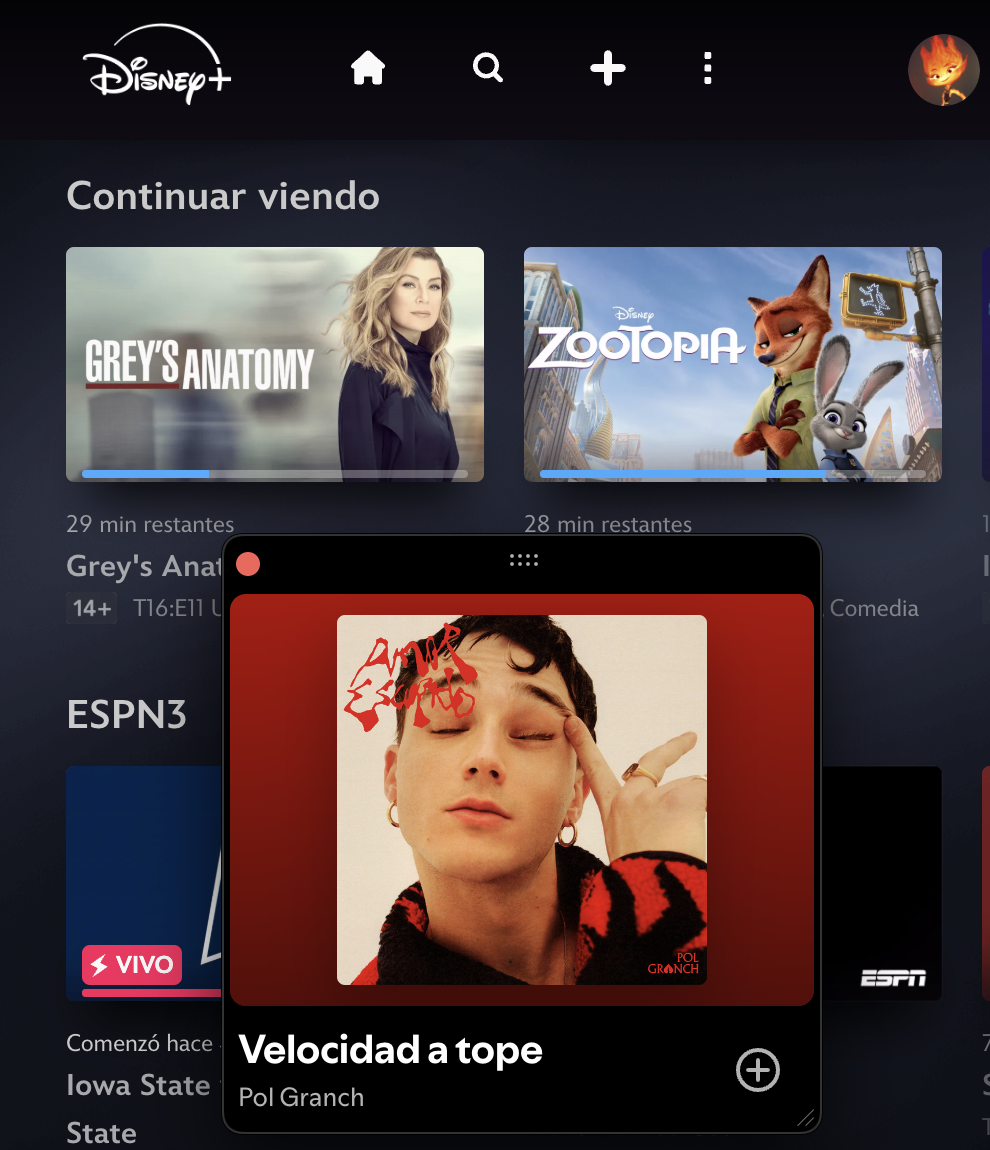 Disney+
Continuar viendo
GREY'S ANATOMY
DISNEY
ZOOTOPIA
29 min restantes
28 min restantes
Grey's
14+ T16:E11
Comedia
ESPN3
Amor
Escupido
POL
GRANCH
VIVO
ESPN
Comenzó hace
Iowa State
State
Velocidad a tope
Pol Granch